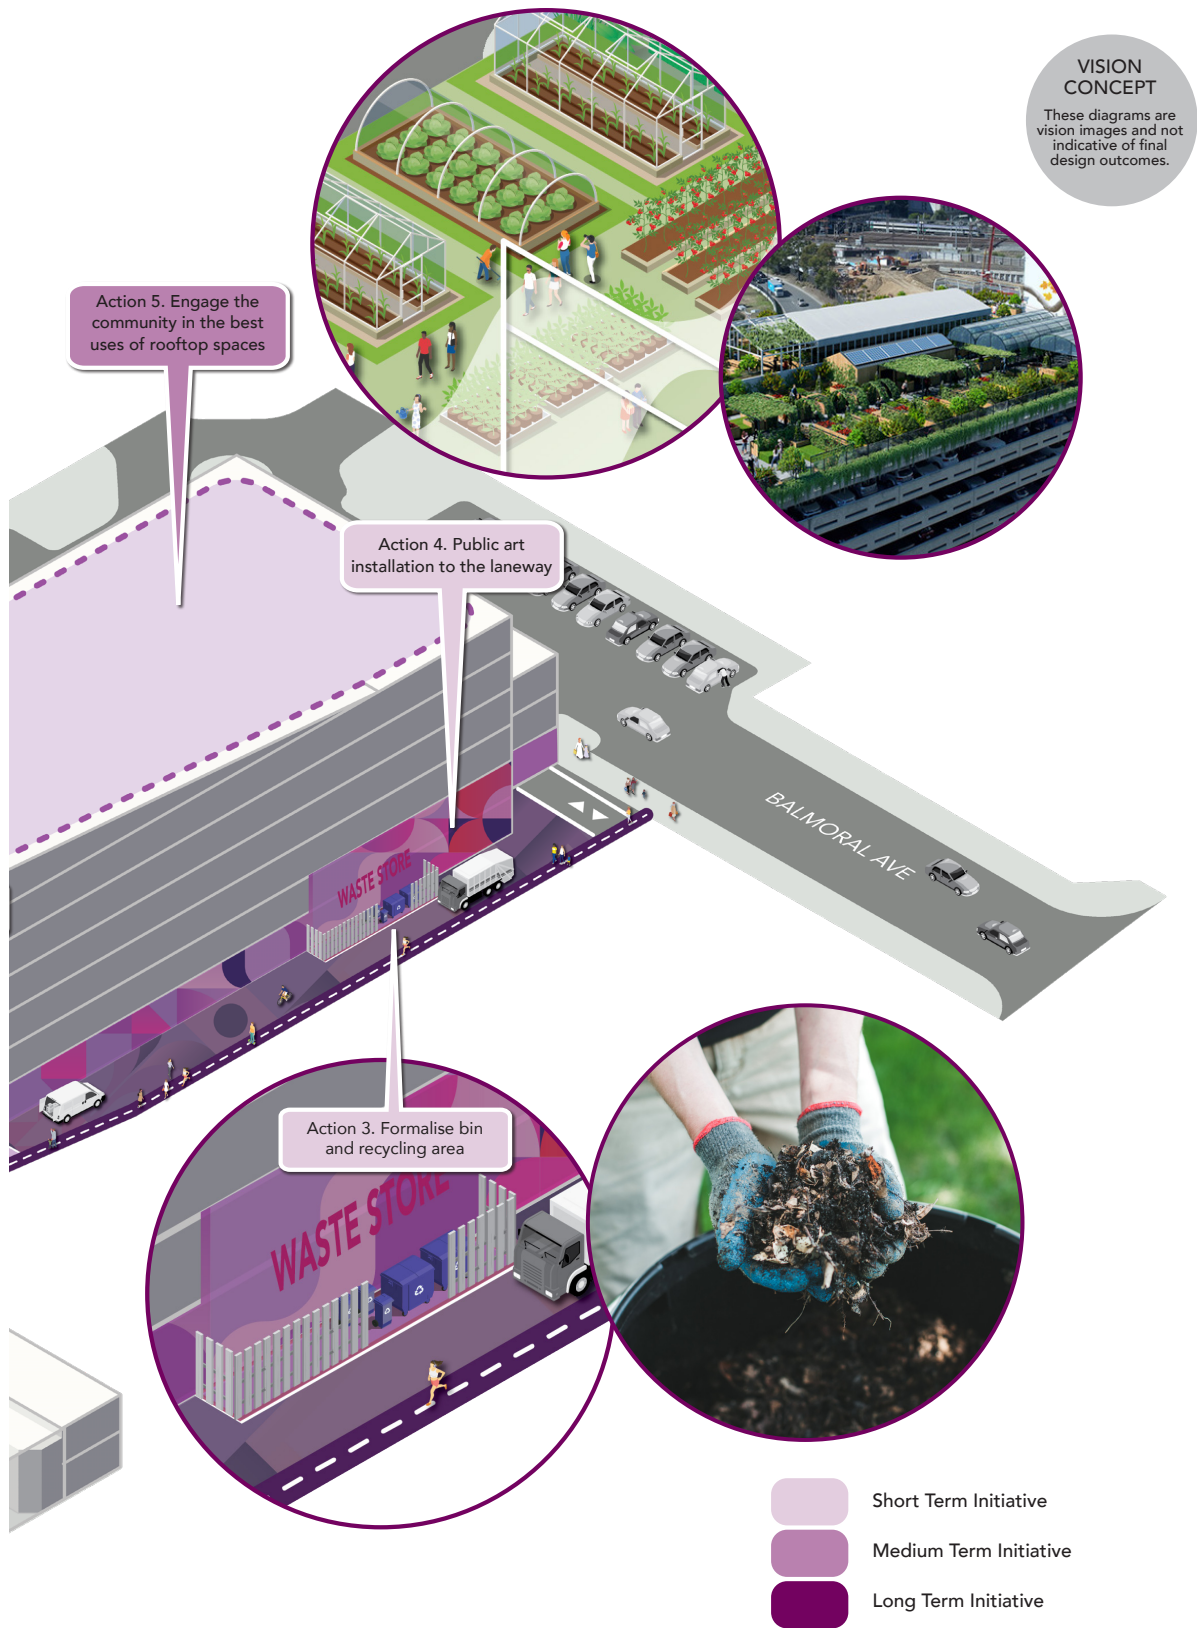 VISION
CONCEPT
These diagrams are
vision images and not
indicative of final
design outcomes.
Action 5. Engage the
community in the best
uses of rooftop spaces
Action 4. Public art
installation to the laneway
BALMORAL AVE
WASTE STORE
Action 3. Formalise bin
and recycling area
WASTE STORE
Short Term Initiative
Medium Term Initiative
Long Term Initiative